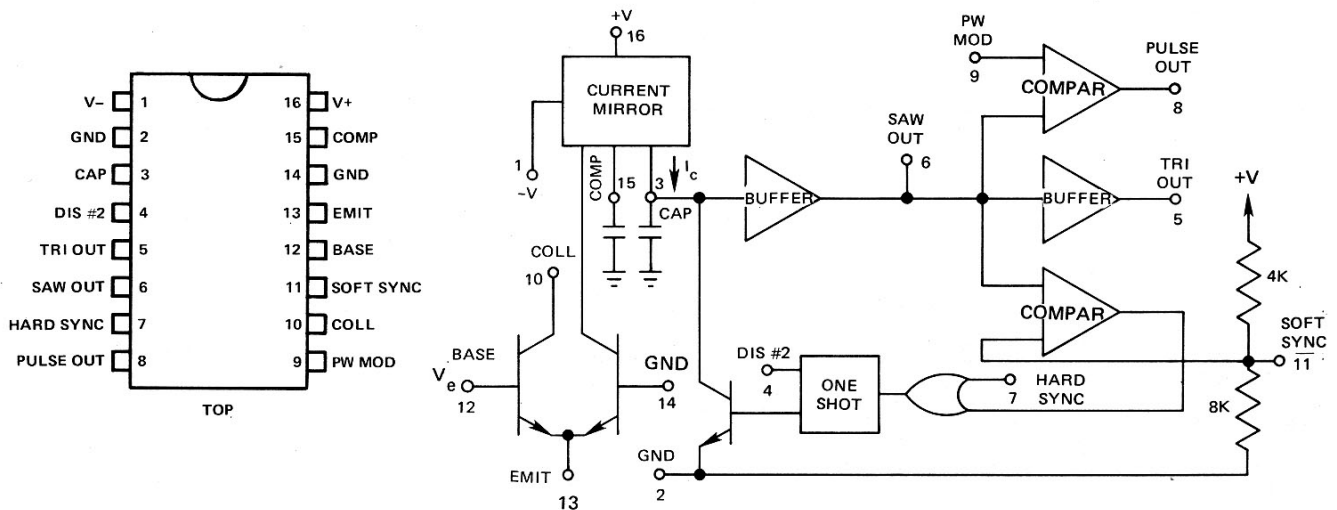 V– 1 16 V+
GND 2 15 COMP
CAP 3 14 GND
DIS #2 4 13 EMIT
TRI OUT 5 12 BASE
SAW OUT 6 11 SOFT SYNC
HARD SYNC 7 10 COLL
PULSE OUT 8 9 PW MOD
TOP
+V
16
CURRENT
MIRROR
1
–V
COMP
15
3
CAP
Ic
BUFFER
SAW
OUT
6
PW
MOD
9
COMPAR
PULSE
OUT
8
BUFFER
TRI
OUT
5
COMPAR
+V
4K
SOFT
SYNC
11
8K
COLL
10
BASE
Ve
12
GND
14
EMIT
13
DIS #2
4
ONE
SHOT
HARD
SYNC
7
GND
2